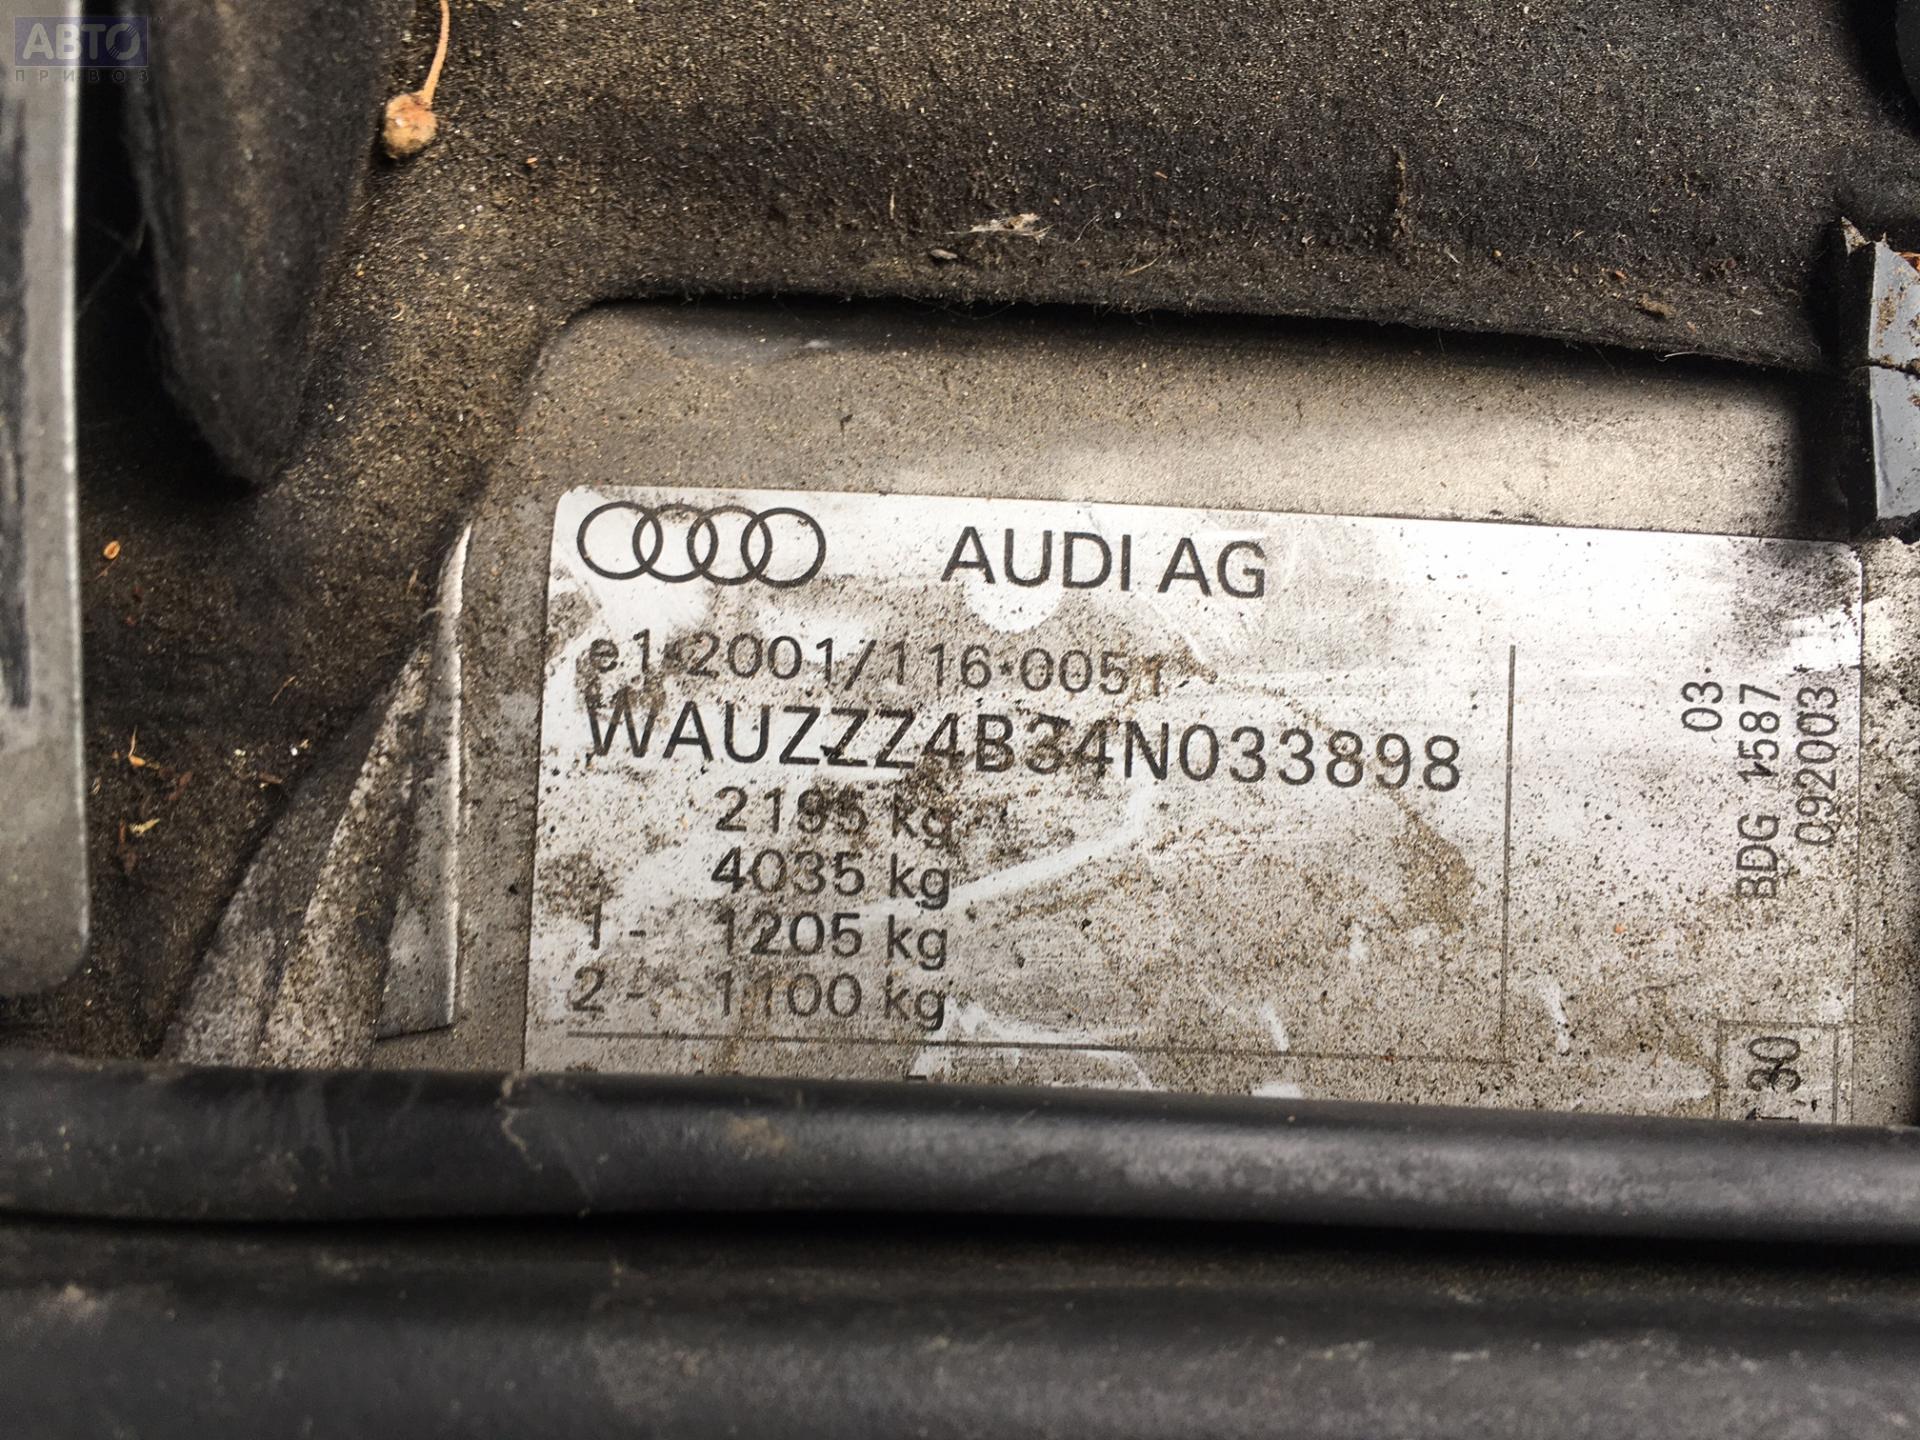 АВТО
ПРИВОЗ
AUDI AG
e1*2001/116*0051
WAUZZZ4B34N033898
2195 kg
4035 kg
1- 1205 kg
2- 1100 kg
03
BDG 1587
092003
1,30